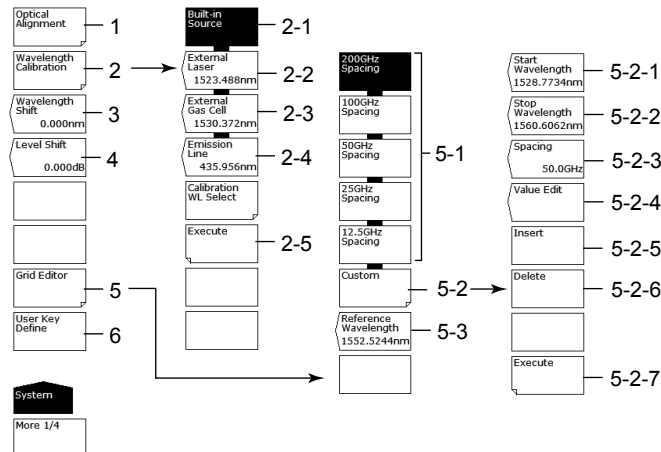 Optical
Alignment
1
Wavelength
Calibration
2
Wavelength
Shift
0.000nm
3
Level Shift
0.000dB
4
Grid Editor
5
User Key
Define
6
System
More 1/4
Built-in
Source
2-1
External
Laser
1523.488nm
2-2
External
Gas Cell
1530.372nm
2-3
Emission
Line
435.956nm
2-4
Calibration
WL Select
Execute
2-5
200GHz
Spacing
100GHz
Spacing
50GHz
Spacing
25GHz
Spacing
12.5GHz
Spacing
5-1
Custom
5-2
Reference
Wavelength
1552.5244nm
5-3
Start
Wavelength
1528.7734nm
5-2-1
Stop
Wavelength
1560.6062nm
5-2-2
Spacing
50.0GHz
5-2-3
Value Edit
5-2-4
Insert
5-2-5
Delete
5-2-6
Execute
5-2-7